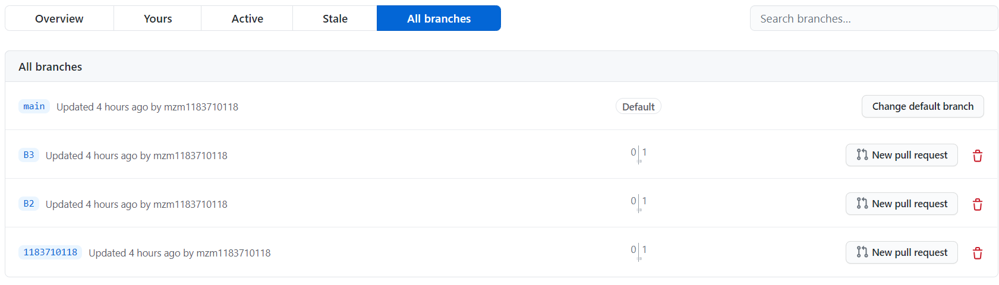 Overview Yours Active Stale All branches Search branches...
All branches
main Updated 4 hours ago by mzm1183710118 Default Change default branch
B3 Updated 4 hours ago by mzm1183710118 0 1 New pull request
B2 Updated 4 hours ago by mzm1183710118 0 1 New pull request
1183710118 Updated 4 hours ago by mzm1183710118 0 1 New pull request